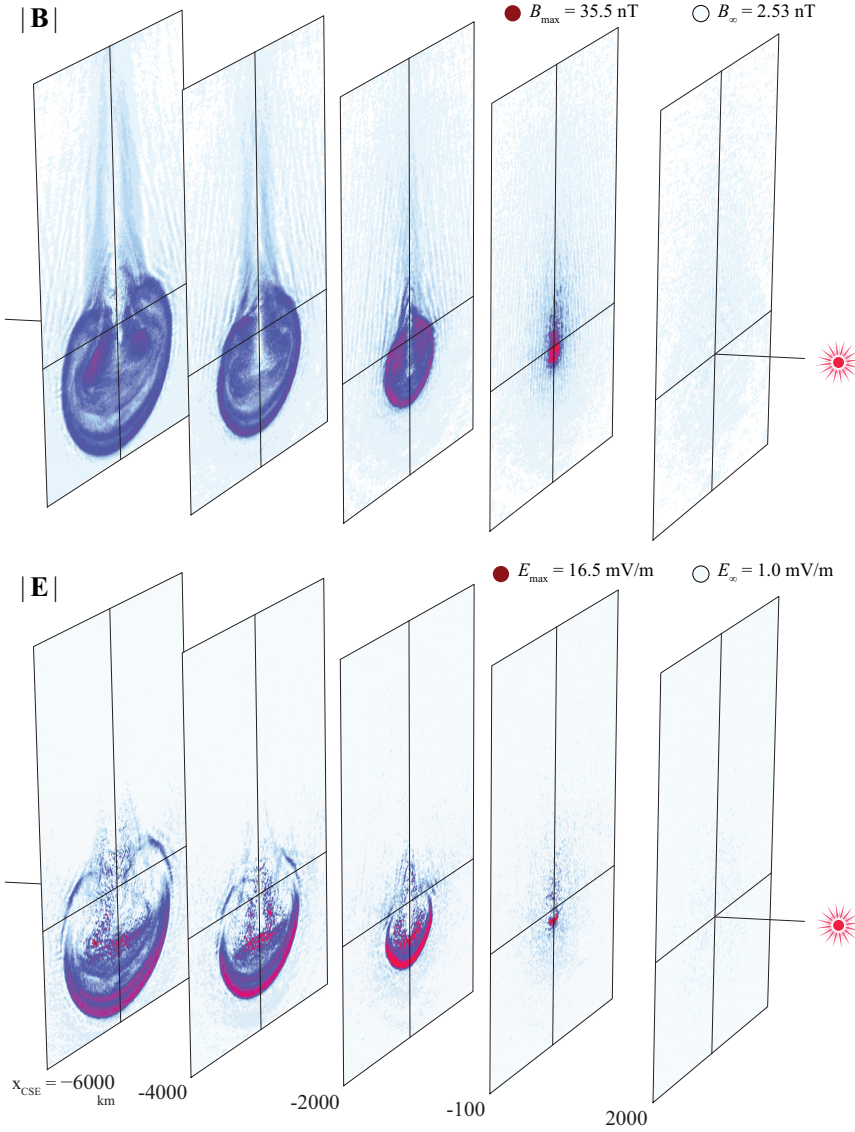 |B|
B_max = 35.5 nT
B_∞ = 2.53 nT
|E|
E_max = 16.5 mV/m
E_∞ = 1.0 mV/m
x_CSE = −6000 km
-4000
-2000
-100
2000